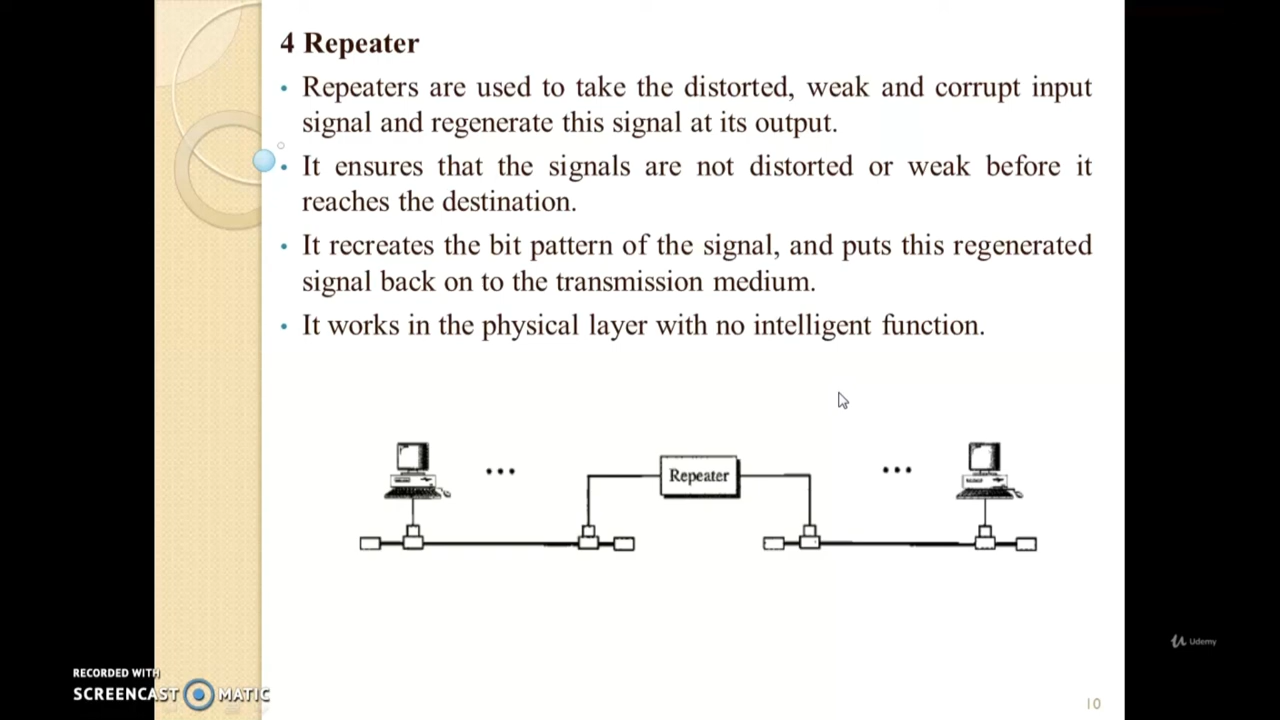 4 Repeater
• Repeaters are used to take the distorted, weak and corrupt input
signal and regenerate this signal at its output.
• It ensures that the signals are not distorted or weak before it
reaches the destination.
• It recreates the bit pattern of the signal, and puts this regenerated
signal back on to the transmission medium.
• It works in the physical layer with no intelligent function.
Repeater
Udemy
RECORDED WITH
SCREENCAST MATIC
10